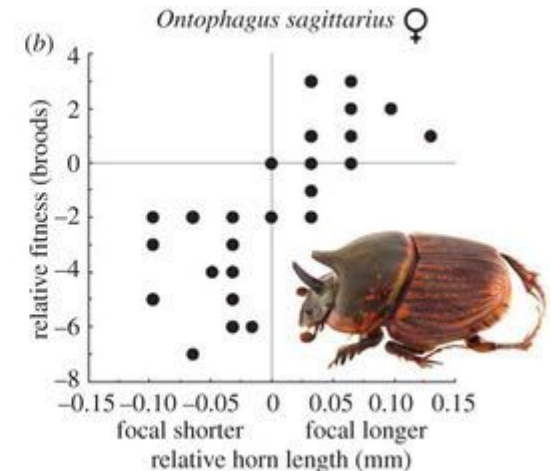 Ontophagus sagittarius ♀
(b)
4
2
0
−2
−4
−6
−8
relative fitness (broods)
−0.15 −0.10 −0.05 0 0.05 0.10 0.15
focal shorter focal longer
relative horn length (mm)